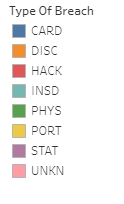 Type Of Breach
CARD
DISC
HACK
INSD
PHYS
PORT
STAT
UNKN